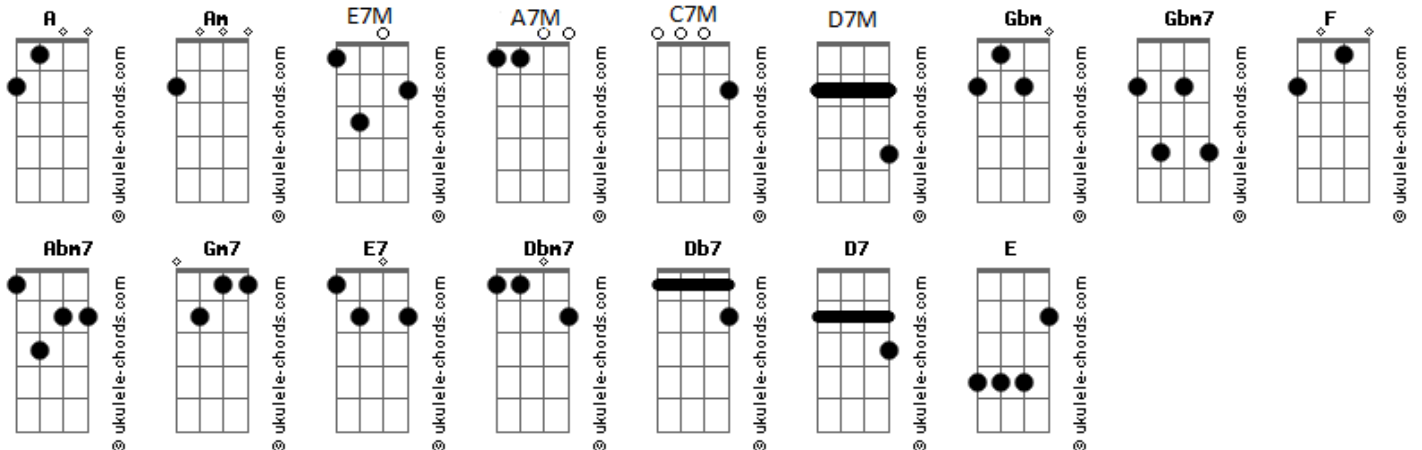 A Am E7M A7M C7M D7M Gbm Gbm7 F
© ukulele-chords.com © ukulele-chords.com © ukulele-chords.com © ukulele-chords.com © ukulele-chords.com © ukulele-chords.com © ukulele-chords.com © ukulele-chords.com © ukulele-chords.com
Abm7 Gm7 E7 Dbm7 Db7 D7 E
© ukulele-chords.com © ukulele-chords.com © ukulele-chords.com © ukulele-chords.com © ukulele-chords.com © ukulele-chords.com © ukulele-chords.com